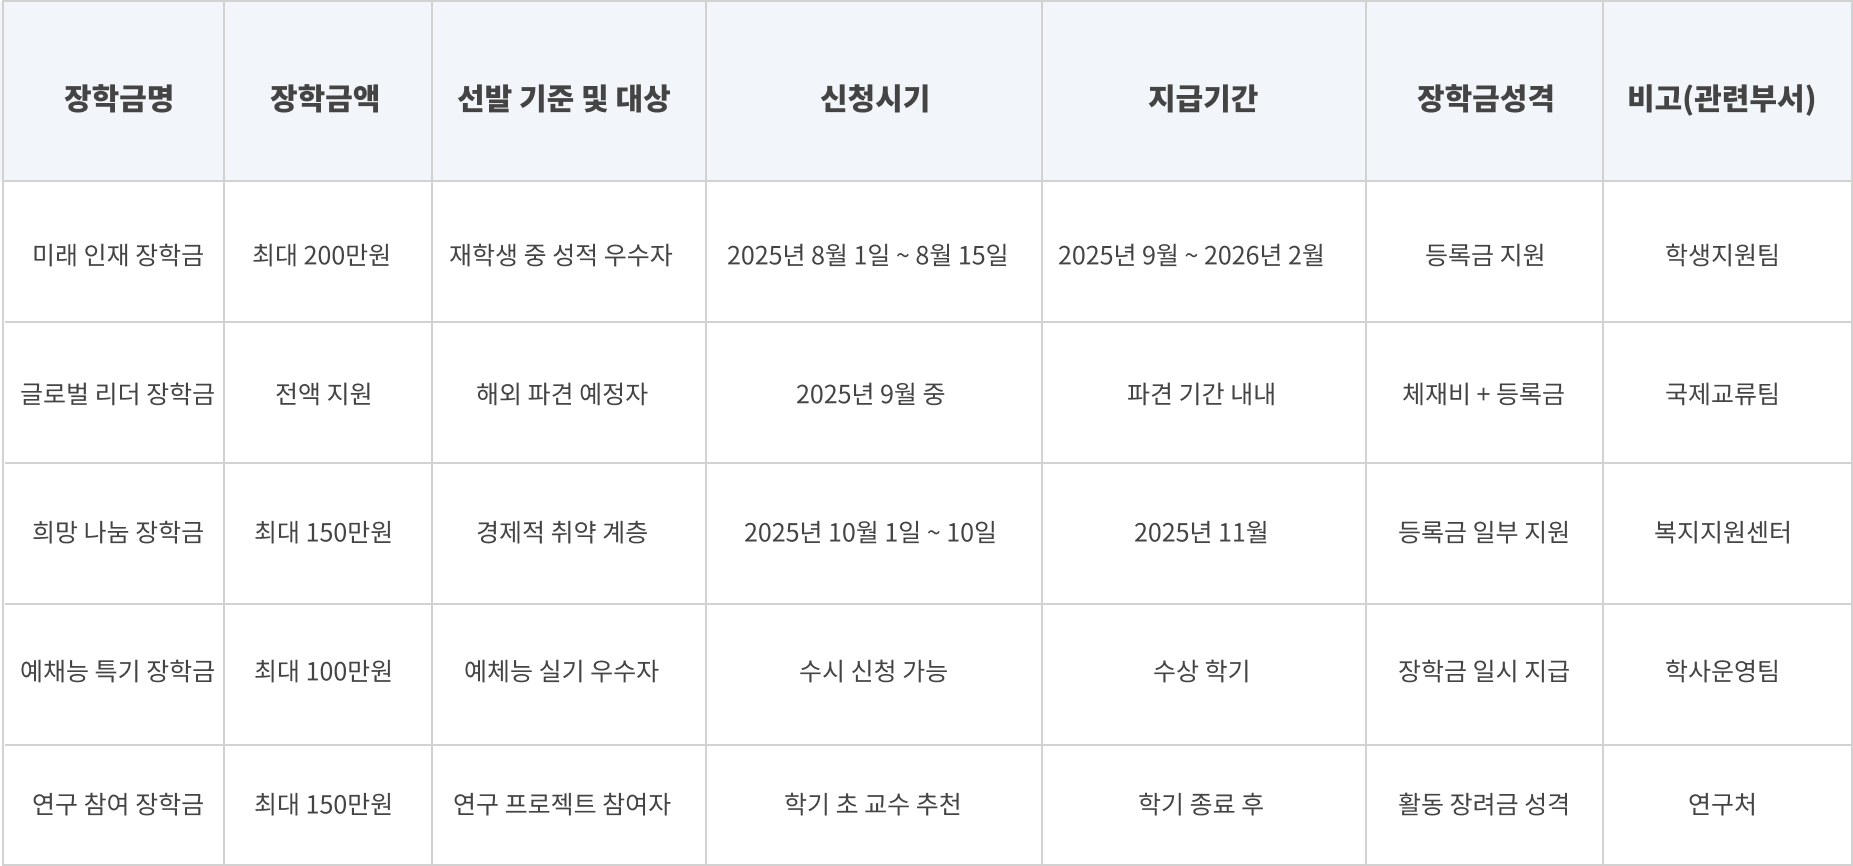 장학금명 장학금액 선발 기준 및 대상 신청시기 지급기간 장학금성격 비고(관련부서)
미래 인재 장학금 최대 200만원 재학생 중 성적 우수자 2025년 8월 1일 ~ 8월 15일 2025년 9월 ~ 2026년 2월 등록금 지원 학생지원팀
글로벌 리더 장학금 전액 지원 해외 파견 예정자 2025년 9월 중 파견 기간 내내 체재비 + 등록금 국제교류팀
희망 나눔 장학금 최대 150만원 경제적 취약 계층 2025년 10월 1일 ~ 10일 2025년 11월 등록금 일부 지원 복지지원센터
예채능 특기 장학금 최대 100만원 예체능 실기 우수자 수시 신청 가능 수상 학기 장학금 일시 지급 학사운영팀
연구 참여 장학금 최대 150만원 연구 프로젝트 참여자 학기 초 교수 추천 학기 종료 후 활동 장려금 성격 연구처